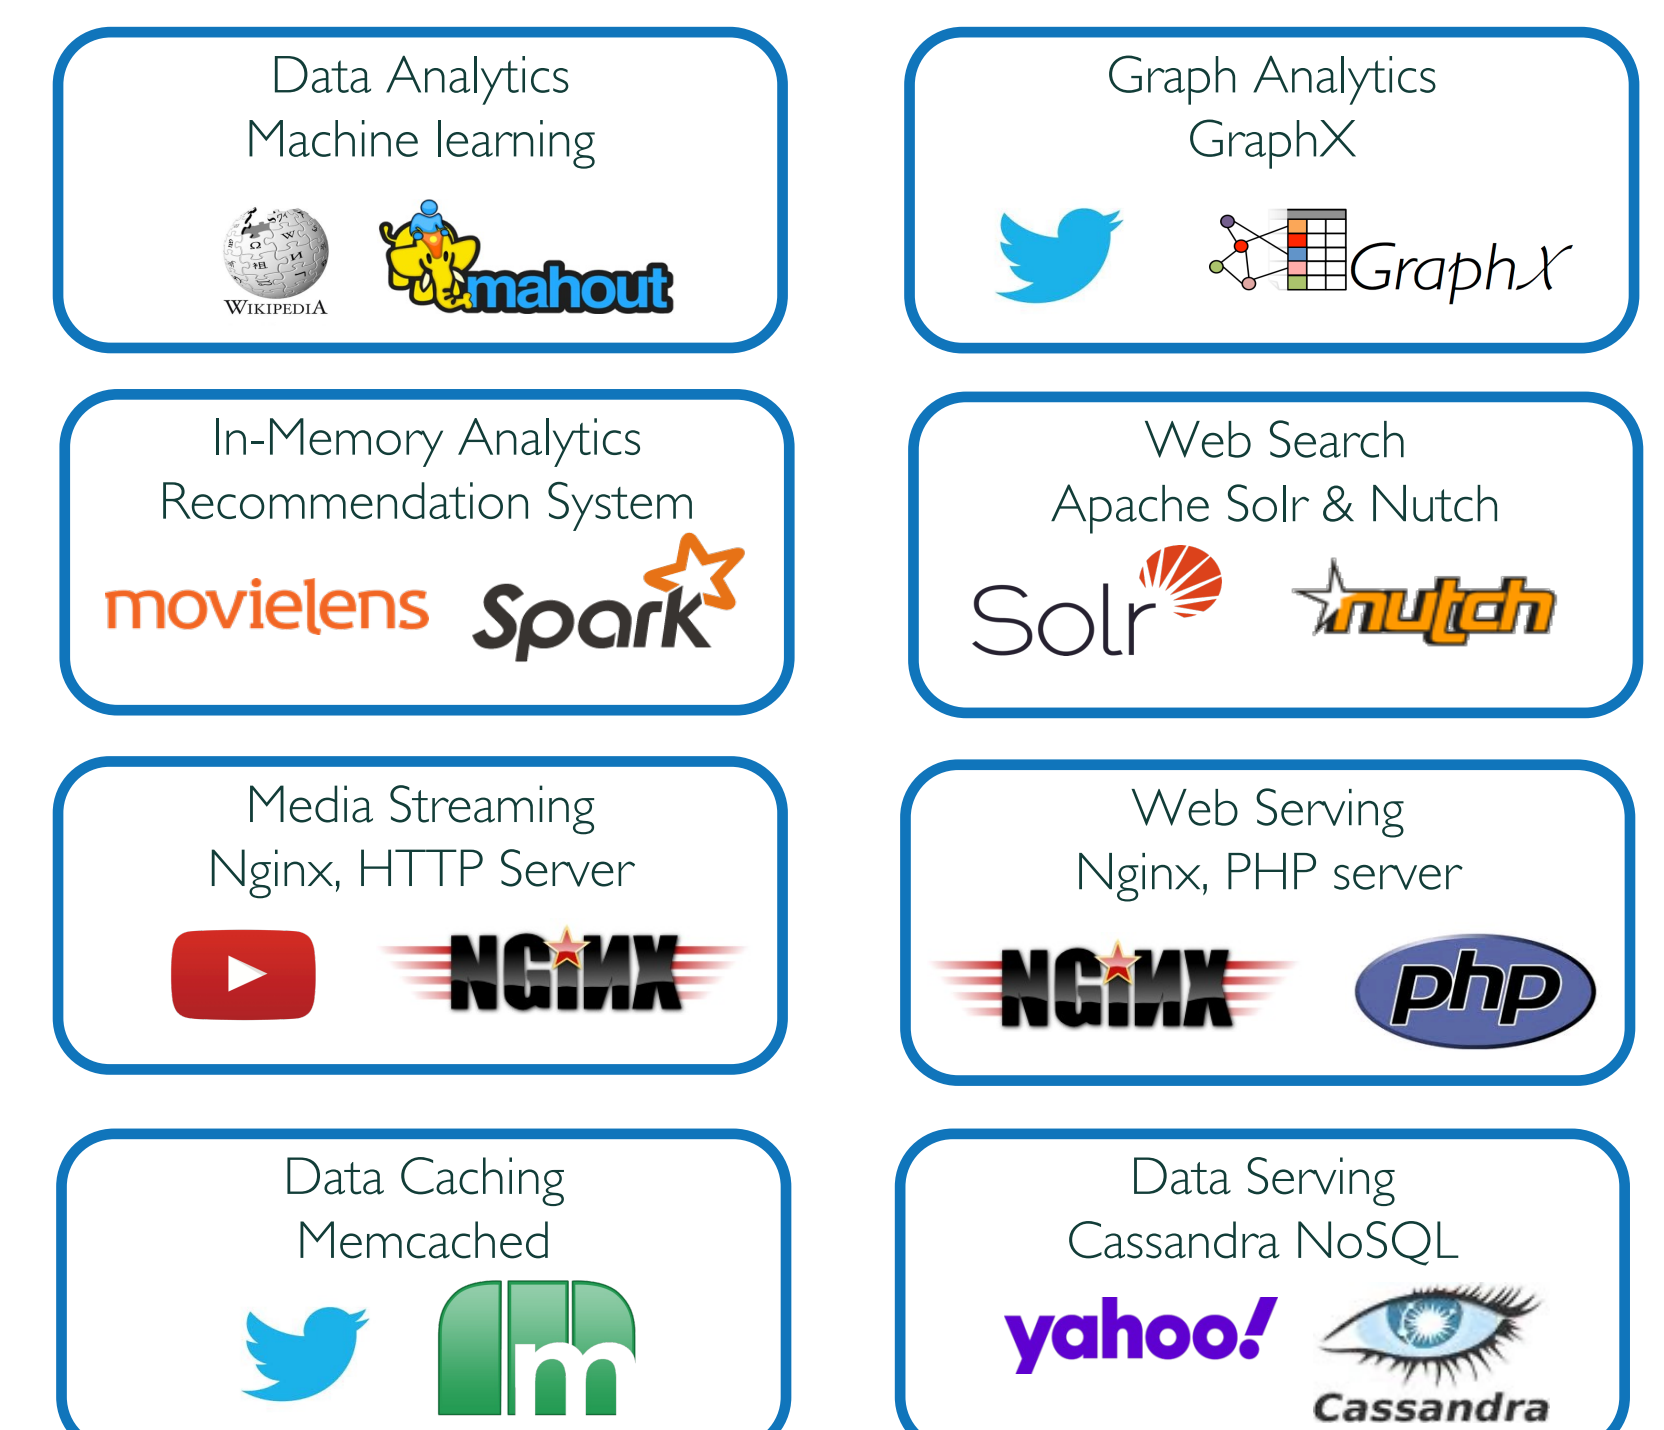 Data Analytics
Machine learning
WIKIPEDIA
mahout
Graph Analytics
GraphX
GraphX
In-Memory Analytics
Recommendation System
movielens
Spark
Web Search
Apache Solr & Nutch
Solr
nutch
Media Streaming
Nginx, HTTP Server
NGiИX
Web Serving
Nginx, PHP server
NGiИX
php
Data Caching
Memcached
m
Data Serving
Cassandra NoSQL
yahoo!
Cassandra